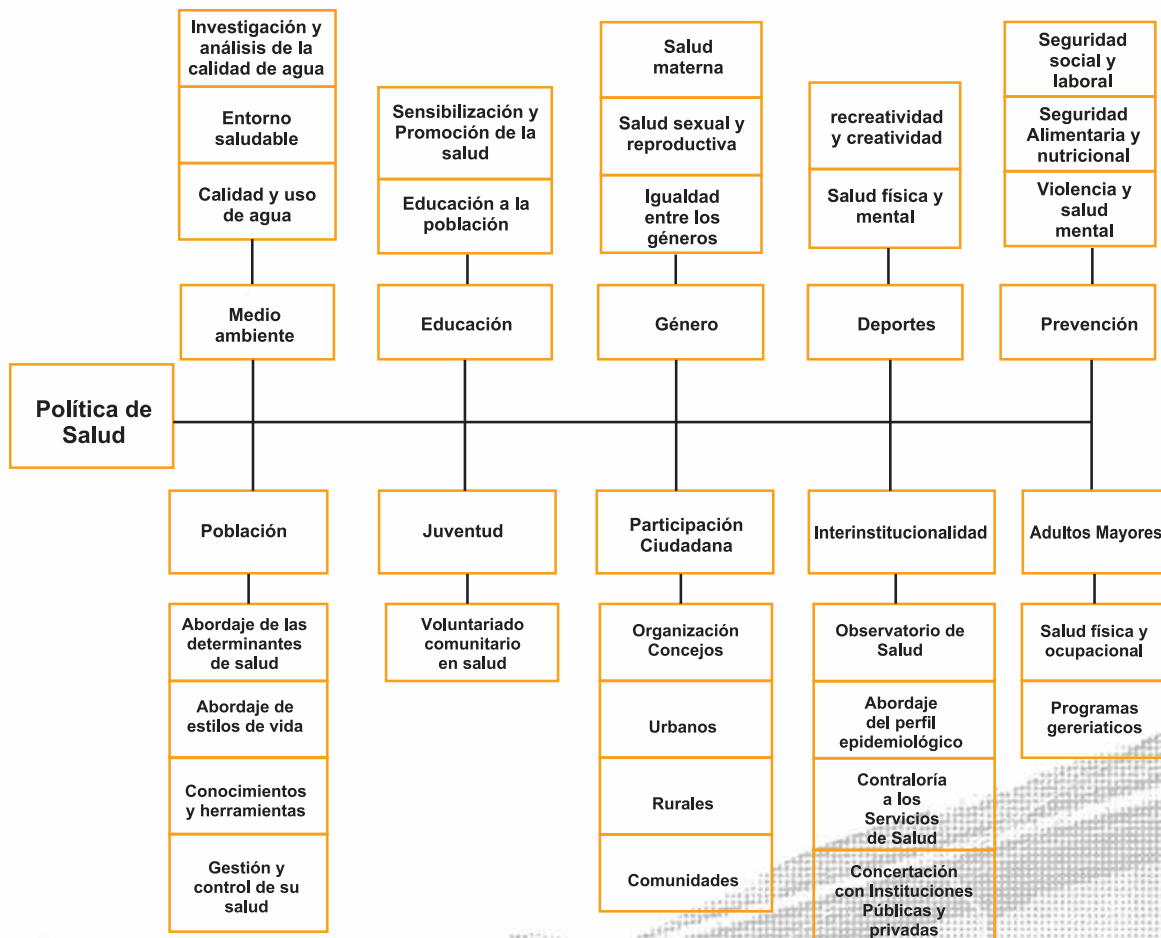 Investigación y
análisis de la
calidad de agua
Entorno
saludable
Calidad y uso
de agua
Medio
ambiente
Sensibilización y
Promoción de la
salud
Educación a la
población
Educación
Salud
materna
Salud sexual y
reproductiva
Igualdad
entre los
géneros
Género
recreatividad
y creatividad
Salud física y
mental
Deportes
Seguridad
social y
laboral
Seguridad
Alimentaria y
nutricional
Violencia y
salud
mental
Prevención
Política de
Salud
Población
Abordaje de las
determinantes
de salud
Abordaje de
estilos de vida
Conocimientos
y herramientas
Gestión y
control de su
salud
Juventud
Voluntariado
comunitario
en salud
Participación
Ciudadana
Organización
Concejos
Urbanos
Rurales
Comunidades
Interinstitucionalidad
Observatorio de
Salud
Abordaje
del perfil
epidemiológico
Contraloría
a los
Servicios
de Salud
Concertación
con Instituciones
Públicas y
privadas
Adultos Mayores
Salud física y
ocupacional
Programas
gereriaticos